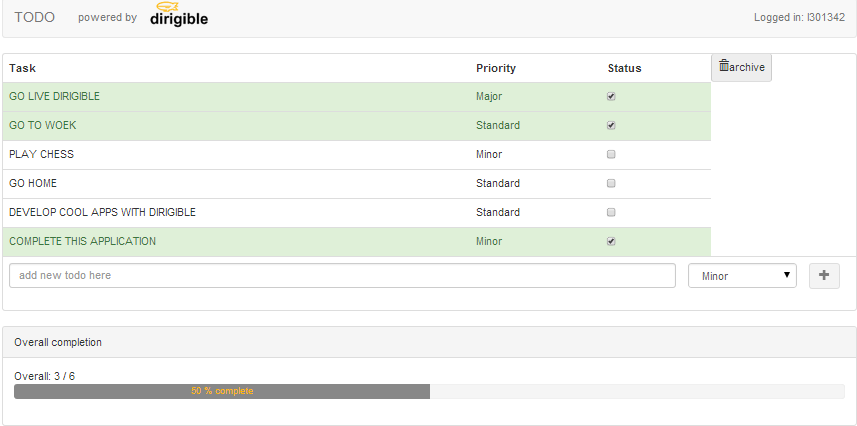 TODO powered by dirigible Logged in: I301342
Task Priority Status archive
GO LIVE DIRIGIBLE Major
GO TO WOEK Standard
PLAY CHESS Minor
GO HOME Standard
DEVELOP COOL APPS WITH DIRIGIBLE Standard
COMPLETE THIS APPLICATION Minor
add new todo here Minor
Overall completion
Overall: 3 / 6
50 % complete